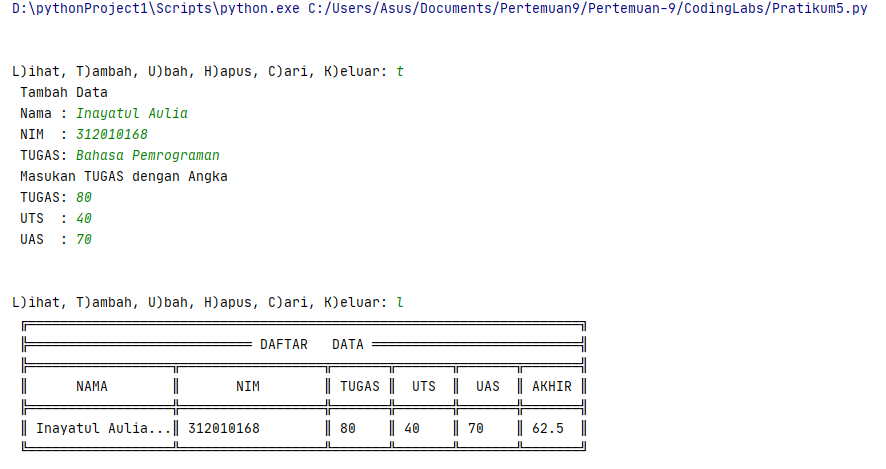 D:\pythonProject1\Scripts\python.exe C:/Users/Asus/Documents/Pertemuan9/Pertemuan-9/CodingLabs/Pratikum5.py
L)ihat, T)ambah, U)bah, H)apus, C)ari, K)eluar: t
Tambah Data
Nama : Inayatul Aulia
NIM  : 312010168
TUGAS: Bahasa Pemrograman
Masukan TUGAS dengan Angka
TUGAS: 80
UTS  : 40
UAS  : 70
L)ihat, T)ambah, U)bah, H)apus, C)ari, K)eluar: l
DAFTAR   DATA
NAMA NIM TUGAS UTS UAS AKHIR
Inayatul Aulia... 312010168 80 40 70 62.5